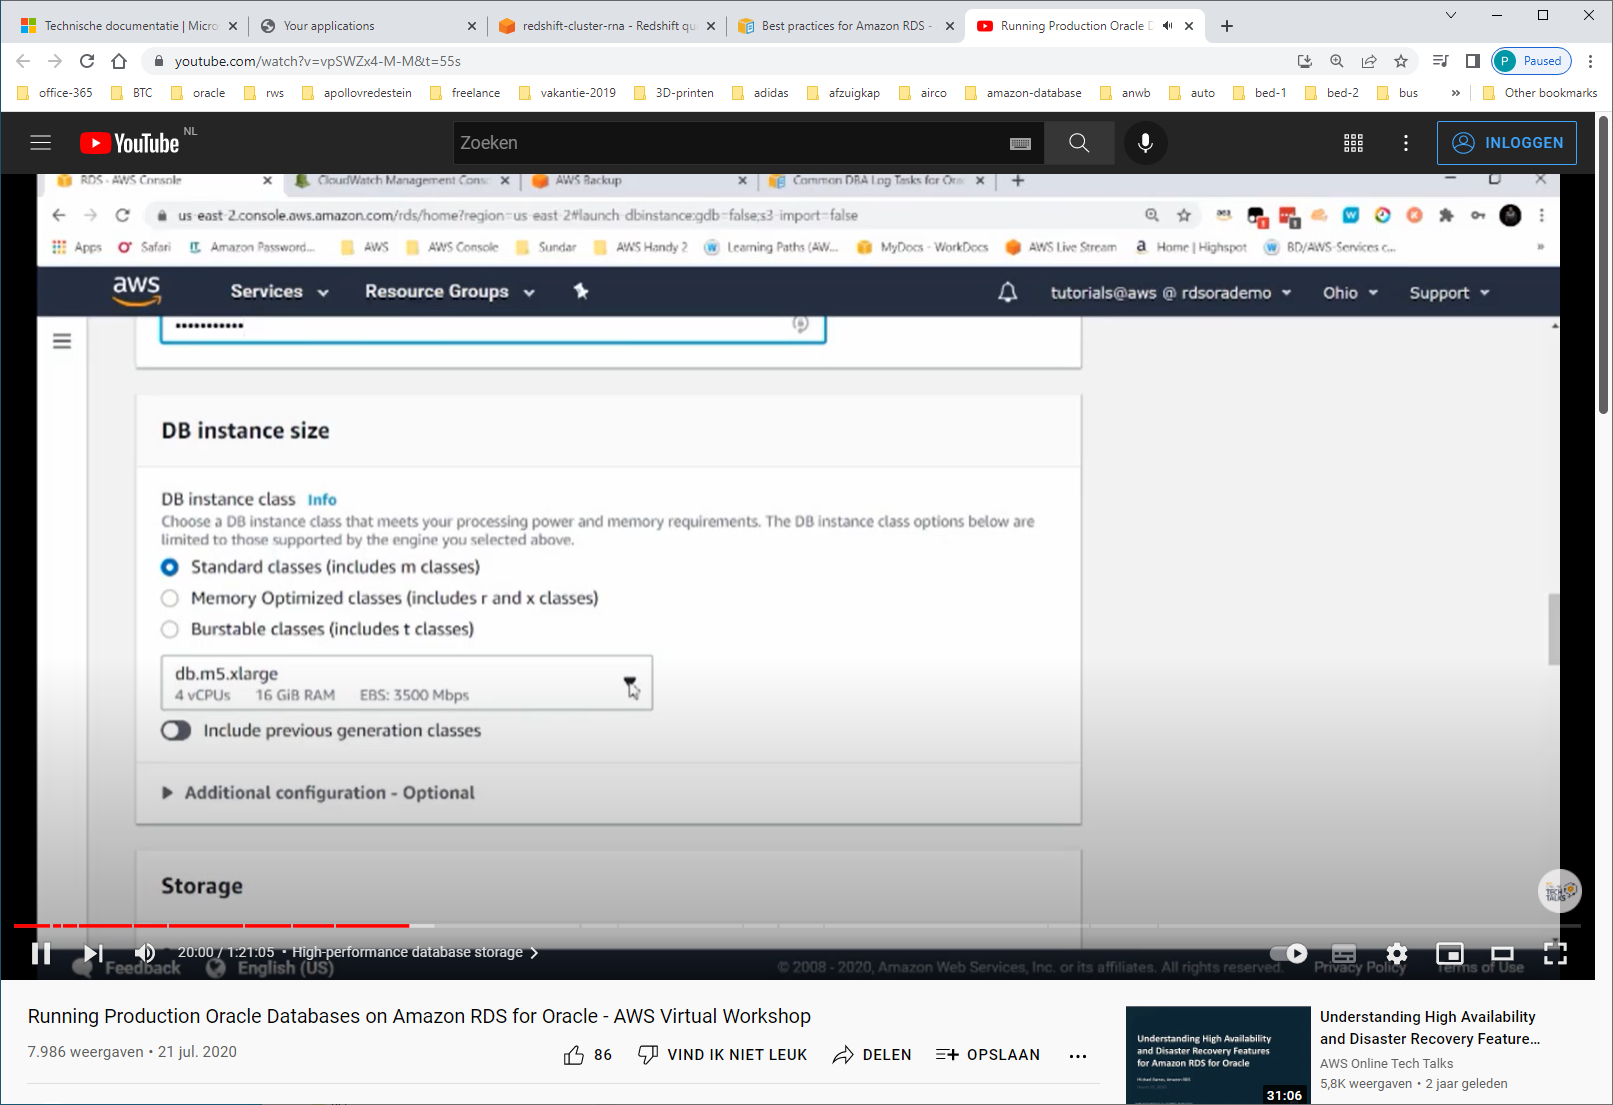 Technische documentatie | Micro
Your applications
redshift-cluster-rna - Redshift qu
Best practices for Amazon RDS -
Running Production Oracle D
youtube.com/watch?v=vpSWZx4-M-M&t=55s
P Paused
office-365 BTC oracle rws apollovredestein freelance vakantie-2019 3D-printen adidas afzuigkap airco amazon-database anwb auto bed-1 bed-2 bus » Other bookmarks
YouTube NL
Zoeken
INLOGGEN
RDS - AWS Console
CloudWatch Management Cons
AWS Backup
Common DBA Log Tasks for Ora
us-east-2.console.aws.amazon.com/rds/home?region=us-east-2#launch-dbinstance:gdb=false;s3-import=false
Apps Safari Amazon Password... AWS AWS Console Sundar AWS Handy 2 Learning Paths (AW... MyDocs - WorkDocs AWS Live Stream Home | Highspot BD/AWS-Services c... »
aws Services Resource Groups tutorials@aws @ rdsorademo Ohio Support
•••••••••••
DB instance size
DB instance class Info
Choose a DB instance class that meets your processing power and memory requirements. The DB instance class options below are
limited to those supported by the engine you selected above.
Standard classes (includes m classes)
Memory Optimized classes (includes r and x classes)
Burstable classes (includes t classes)
db.m5.xlarge
4 vCPUs 16 GiB RAM EBS: 3500 Mbps
Include previous generation classes
Additional configuration - Optional
Storage
TECH
TALKS
20:00 / 1:21:05 • High-performance database storage
Feedback English (US) © 2008 - 2020, Amazon Web Services, Inc. or its affiliates. All rights reserved. Privacy Policy Terms of Use
Running Production Oracle Databases on Amazon RDS for Oracle - AWS Virtual Workshop
7.986 weergaven • 21 jul. 2020
86 VIND IK NIET LEUK DELEN OPSLAAN
Understanding High Availability
and Disaster Recovery Features
for Amazon RDS for Oracle
31:06
Understanding High Availability
and Disaster Recovery Feature...
AWS Online Tech Talks
5,8K weergaven • 2 jaar geleden